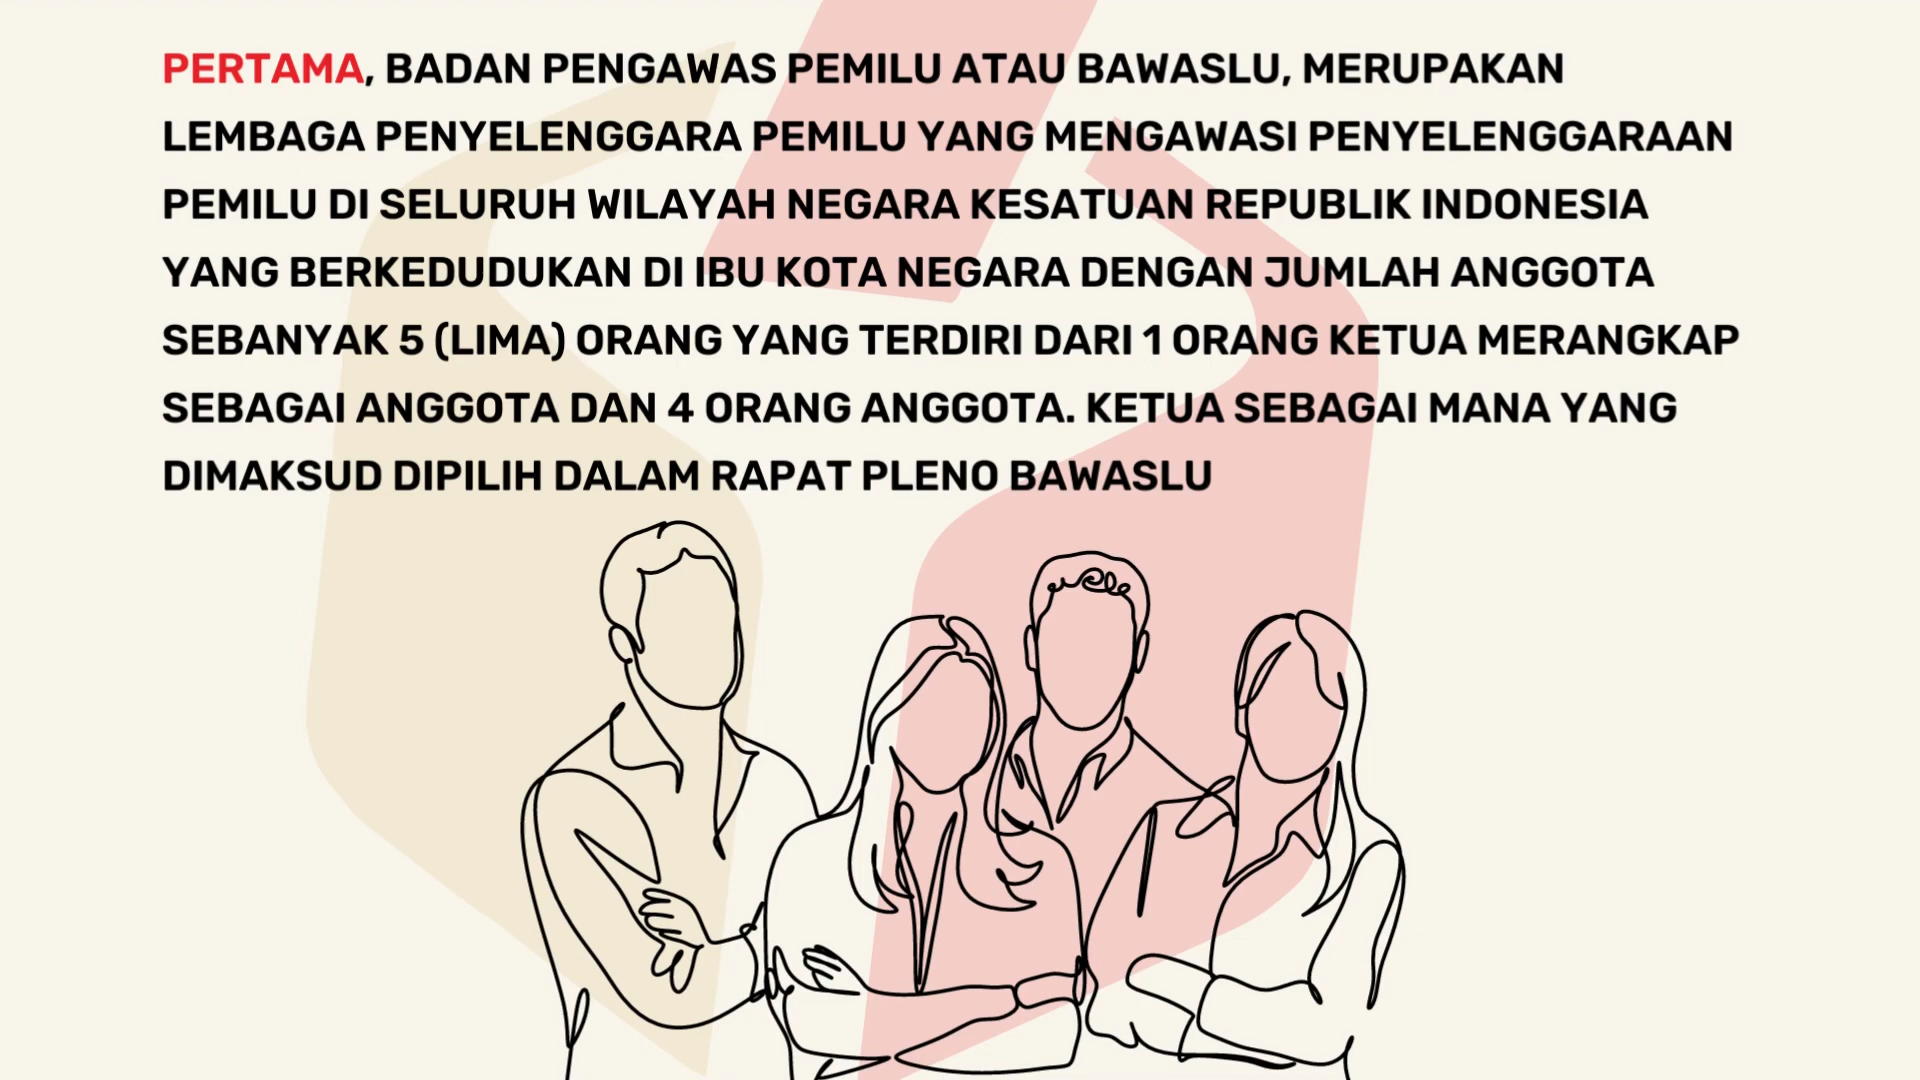 PERTAMA, BADAN PENGAWAS PEMILU ATAU BAWASLU, MERUPAKAN
LEMBAGA PENYELENGGARA PEMILU YANG MENGAWASI PENYELENGGARAAN
PEMILU DI SELURUH WILAYAH NEGARA KESATUAN REPUBLIK INDONESIA
YANG BERKEDUDUKAN DI IBU KOTA NEGARA DENGAN JUMLAH ANGGOTA
SEBANYAK 5 (LIMA) ORANG YANG TERDIRI DARI 1 ORANG KETUA MERANGKAP
SEBAGAI ANGGOTA DAN 4 ORANG ANGGOTA. KETUA SEBAGAI MANA YANG
DIMAKSUD DIPILIH DALAM RAPAT PLENO BAWASLU